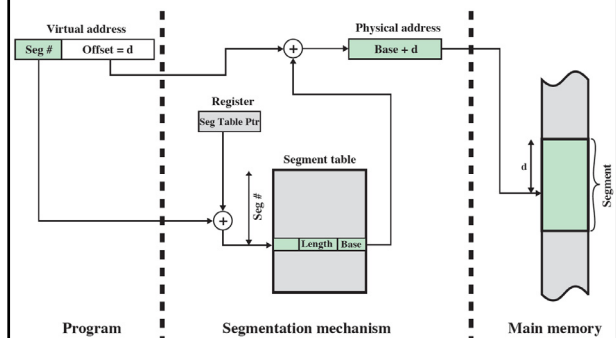 Virtual address
Seg #
Offset = d
Physical address
Base + d
+
Register
Seg Table Ptr
Segment table
Seg #
d
Segment
+
Length
Base
Program
Segmentation mechanism
Main memory